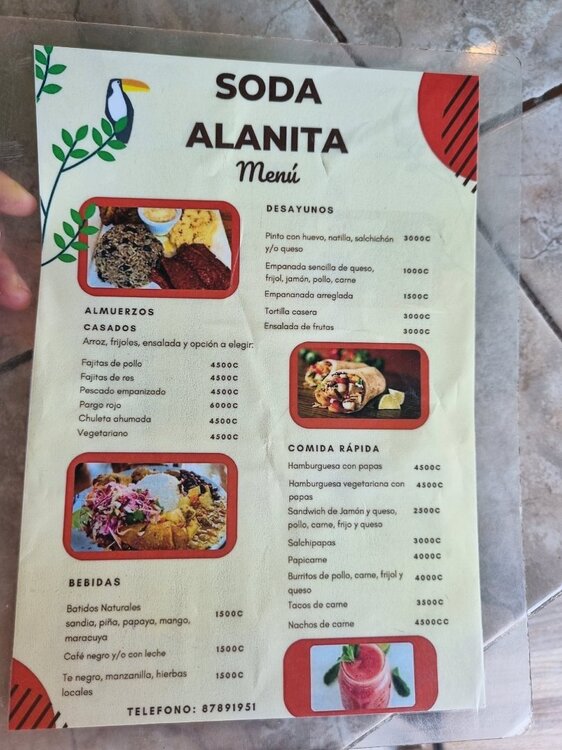 SODA
ALANITA
Menú
DESAYUNOS
Pinto con huevo, natilla, salchichón 3000C
y/o queso
Empanada sencilla de queso, 1000C
frijol, jamón, pollo, carne
Empananada arreglada 1500C
Tortilla casera 3000C
Ensalada de frutas 3000C
ALMUERZOS
CASADOS
Arroz, frijoles, ensalada y opción a elegir:
Fajitas de pollo 4500C
Fajitas de res 4500C
Pescado empanizado 4500C
Pargo rojo 6000C
Chuleta ahumada 4500C
Vegetariano 4500C
COMIDA RÁPIDA
Hamburguesa con papas 4500C
Hamburguesa vegetariana con 4500C
papas
Sandwich de Jamón y queso, 2500C
pollo, carne, frijo y queso
Salchipapas 3000C
Papicarne 4000C
Burritos de pollo, carne, frijol y 4000C
queso
Tacos de carne 3500C
Nachos de carne 4500CC
BEBIDAS
Batidos Naturales 1500C
sandia, piña, papaya, mango,
maracuya
Café negro y/o con leche 1500C
Te negro, manzanilla, hierbas 1500C
locales
TELEFONO: 87891951